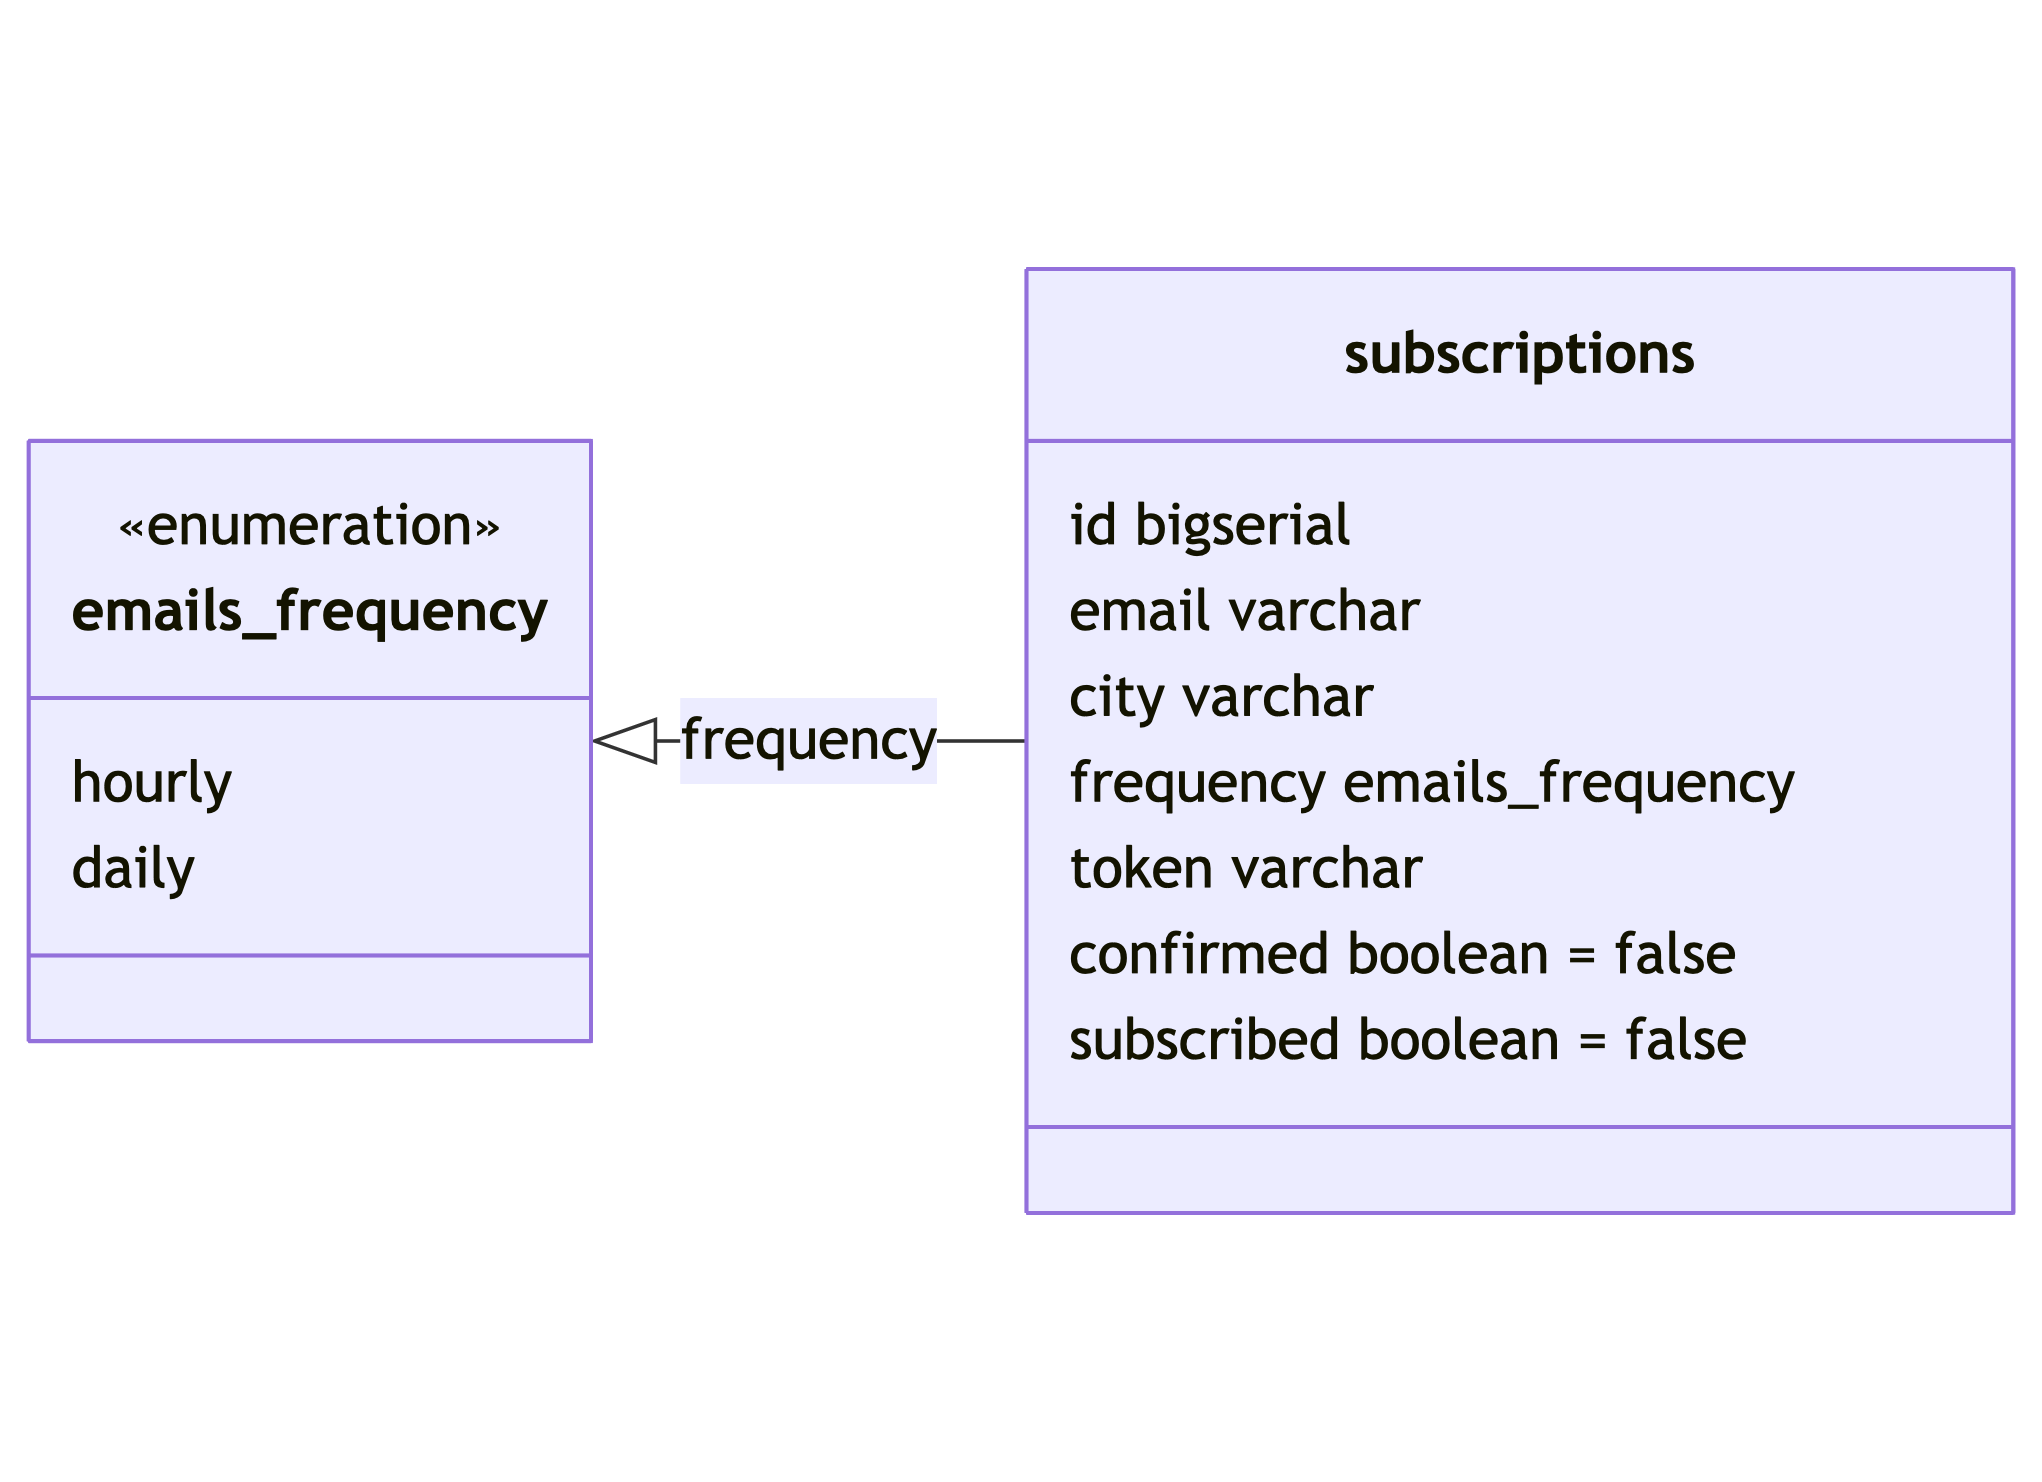 «enumeration»
emails_frequency
hourly
daily
frequency
subscriptions
id bigserial
email varchar
city varchar
frequency emails_frequency
token varchar
confirmed boolean = false
subscribed boolean = false